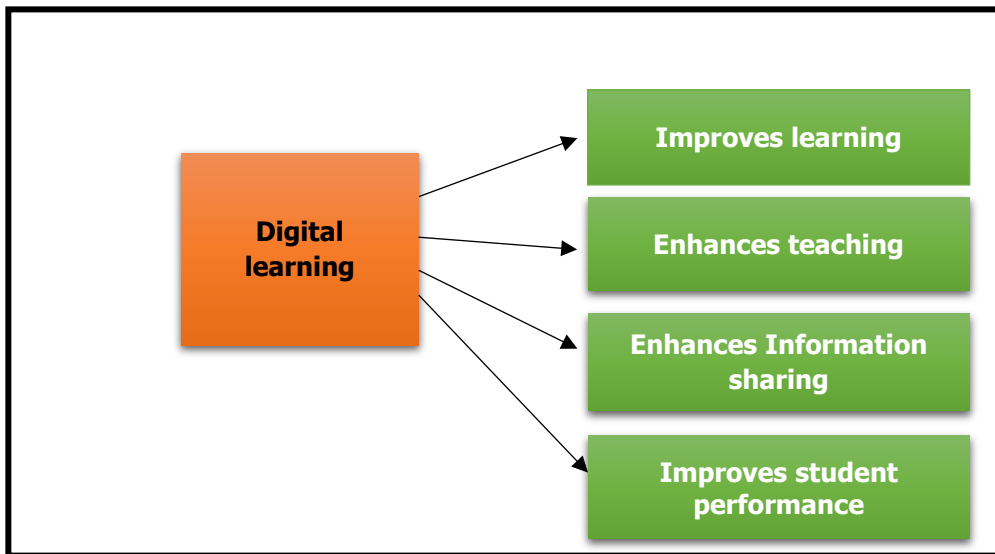 Improves learning
Digital
learning
Enhances teaching
Enhances Information
sharing
Improves student
performance